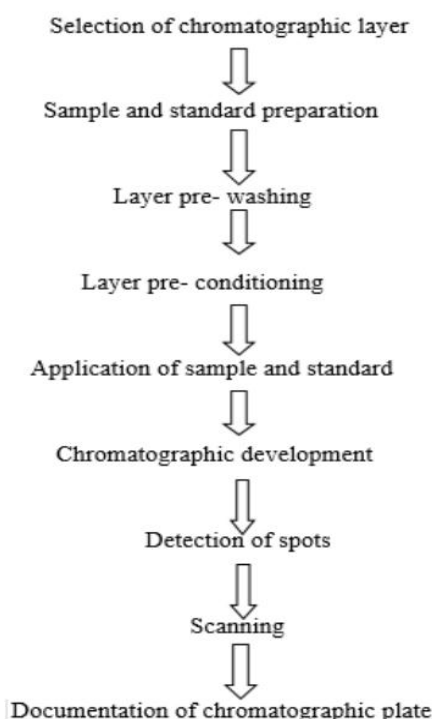 Selection of chromatographic layer
Sample and standard preparation
Layer pre- washing
Layer pre- conditioning
Application of sample and standard
Chromatographic development
Detection of spots
Scanning
Documentation of chromatographic plate